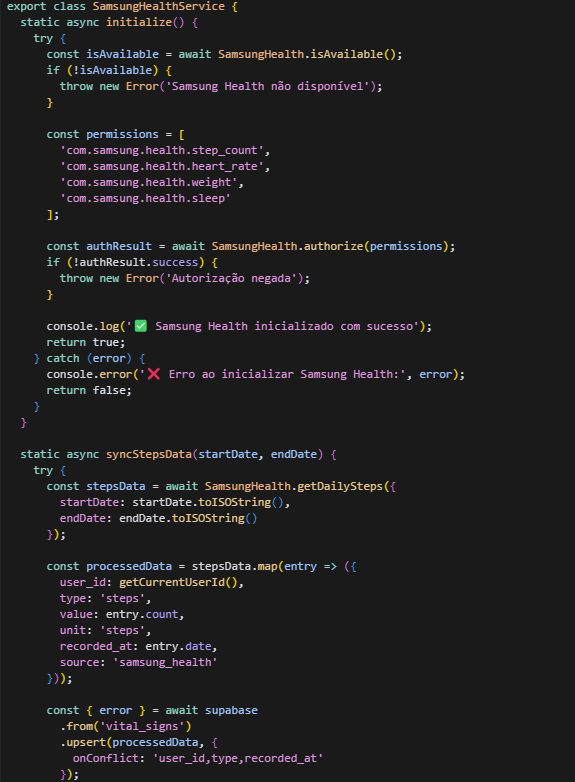 export class SamsungHealthService {
  static async initialize() {
    try {
      const isAvailable = await SamsungHealth.isAvailable();
      if (!isAvailable) {
        throw new Error('Samsung Health não disponível');
      }

      const permissions = [
        'com.samsung.health.step_count',
        'com.samsung.health.heart_rate',
        'com.samsung.health.weight',
        'com.samsung.health.sleep'
      ];

      const authResult = await SamsungHealth.authorize(permissions);
      if (!authResult.success) {
        throw new Error('Autorização negada');
      }

      console.log('✅ Samsung Health inicializado com sucesso');
      return true;
    } catch (error) {
      console.error('❌ Erro ao inicializar Samsung Health:', error);
      return false;
    }
  }

  static async syncStepsData(startDate, endDate) {
    try {
      const stepsData = await SamsungHealth.getDailySteps({
        startDate: startDate.toISOString(),
        endDate: endDate.toISOString()
      });

      const processedData = stepsData.map(entry => ({
        user_id: getCurrentUserId(),
        type: 'steps',
        value: entry.count,
        unit: 'steps',
        recorded_at: entry.date,
        source: 'samsung_health'
      }));

      const { error } = await supabase
        .from('vital_signs')
        .upsert(processedData, {
          onConflict: 'user_id,type,recorded_at'
        });